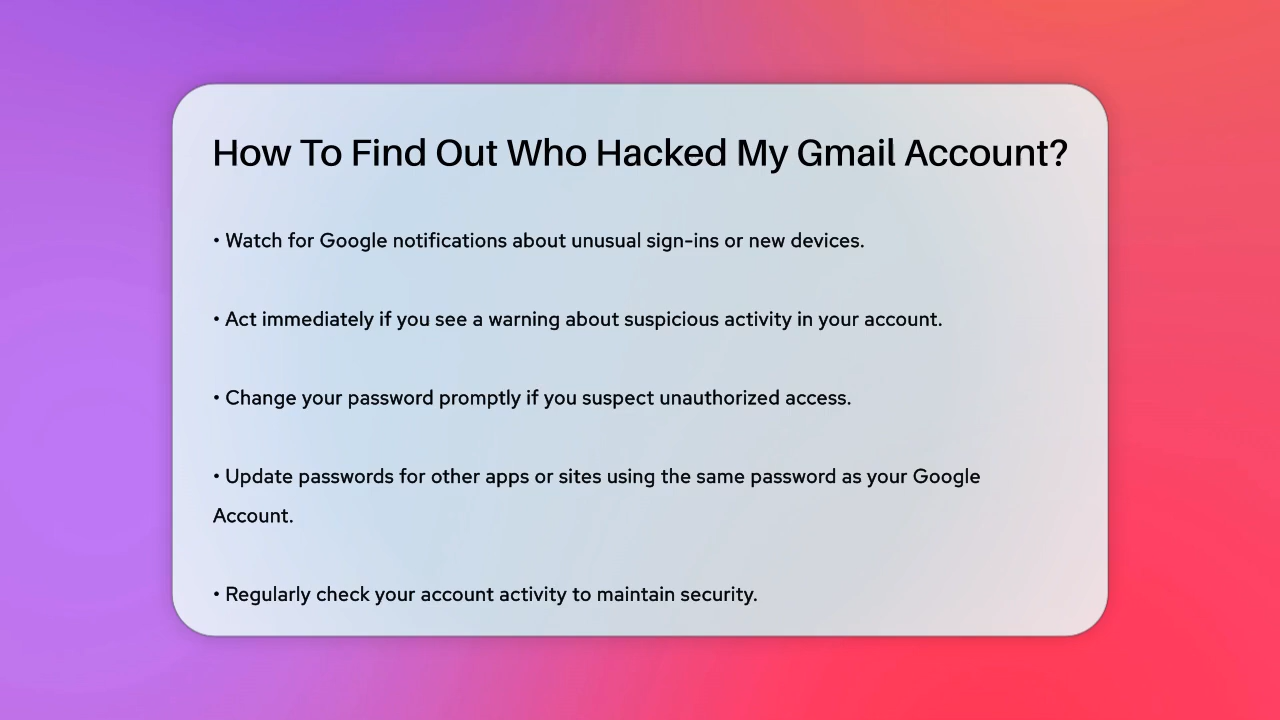 How To Find Out Who Hacked My Gmail Account?
• Watch for Google notifications about unusual sign-ins or new devices.
• Act immediately if you see a warning about suspicious activity in your account.
• Change your password promptly if you suspect unauthorized access.
• Update passwords for other apps or sites using the same password as your Google
Account.
• Regularly check your account activity to maintain security.